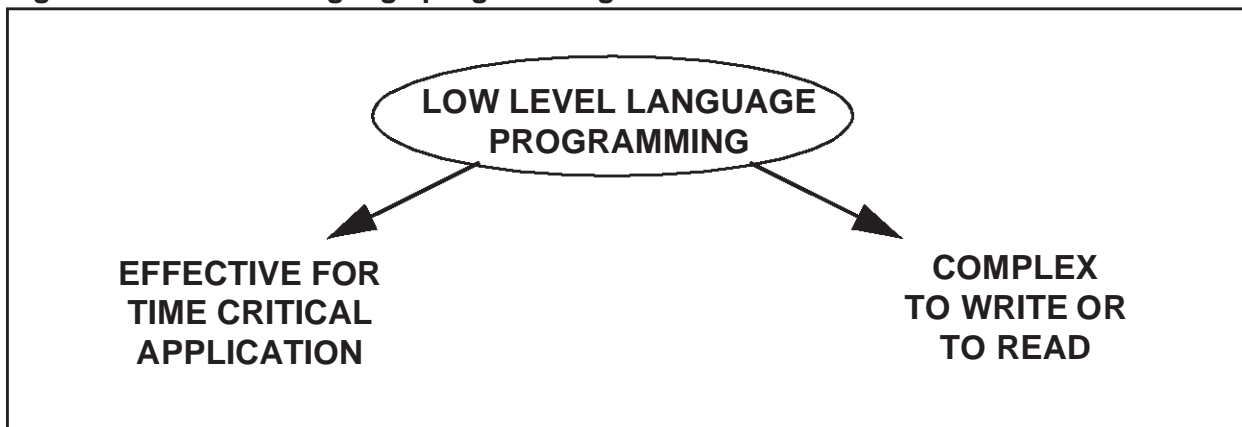 LOW LEVEL LANGUAGE
PROGRAMMING
EFFECTIVE FOR
TIME CRITICAL
APPLICATION
COMPLEX
TO WRITE OR
TO READ